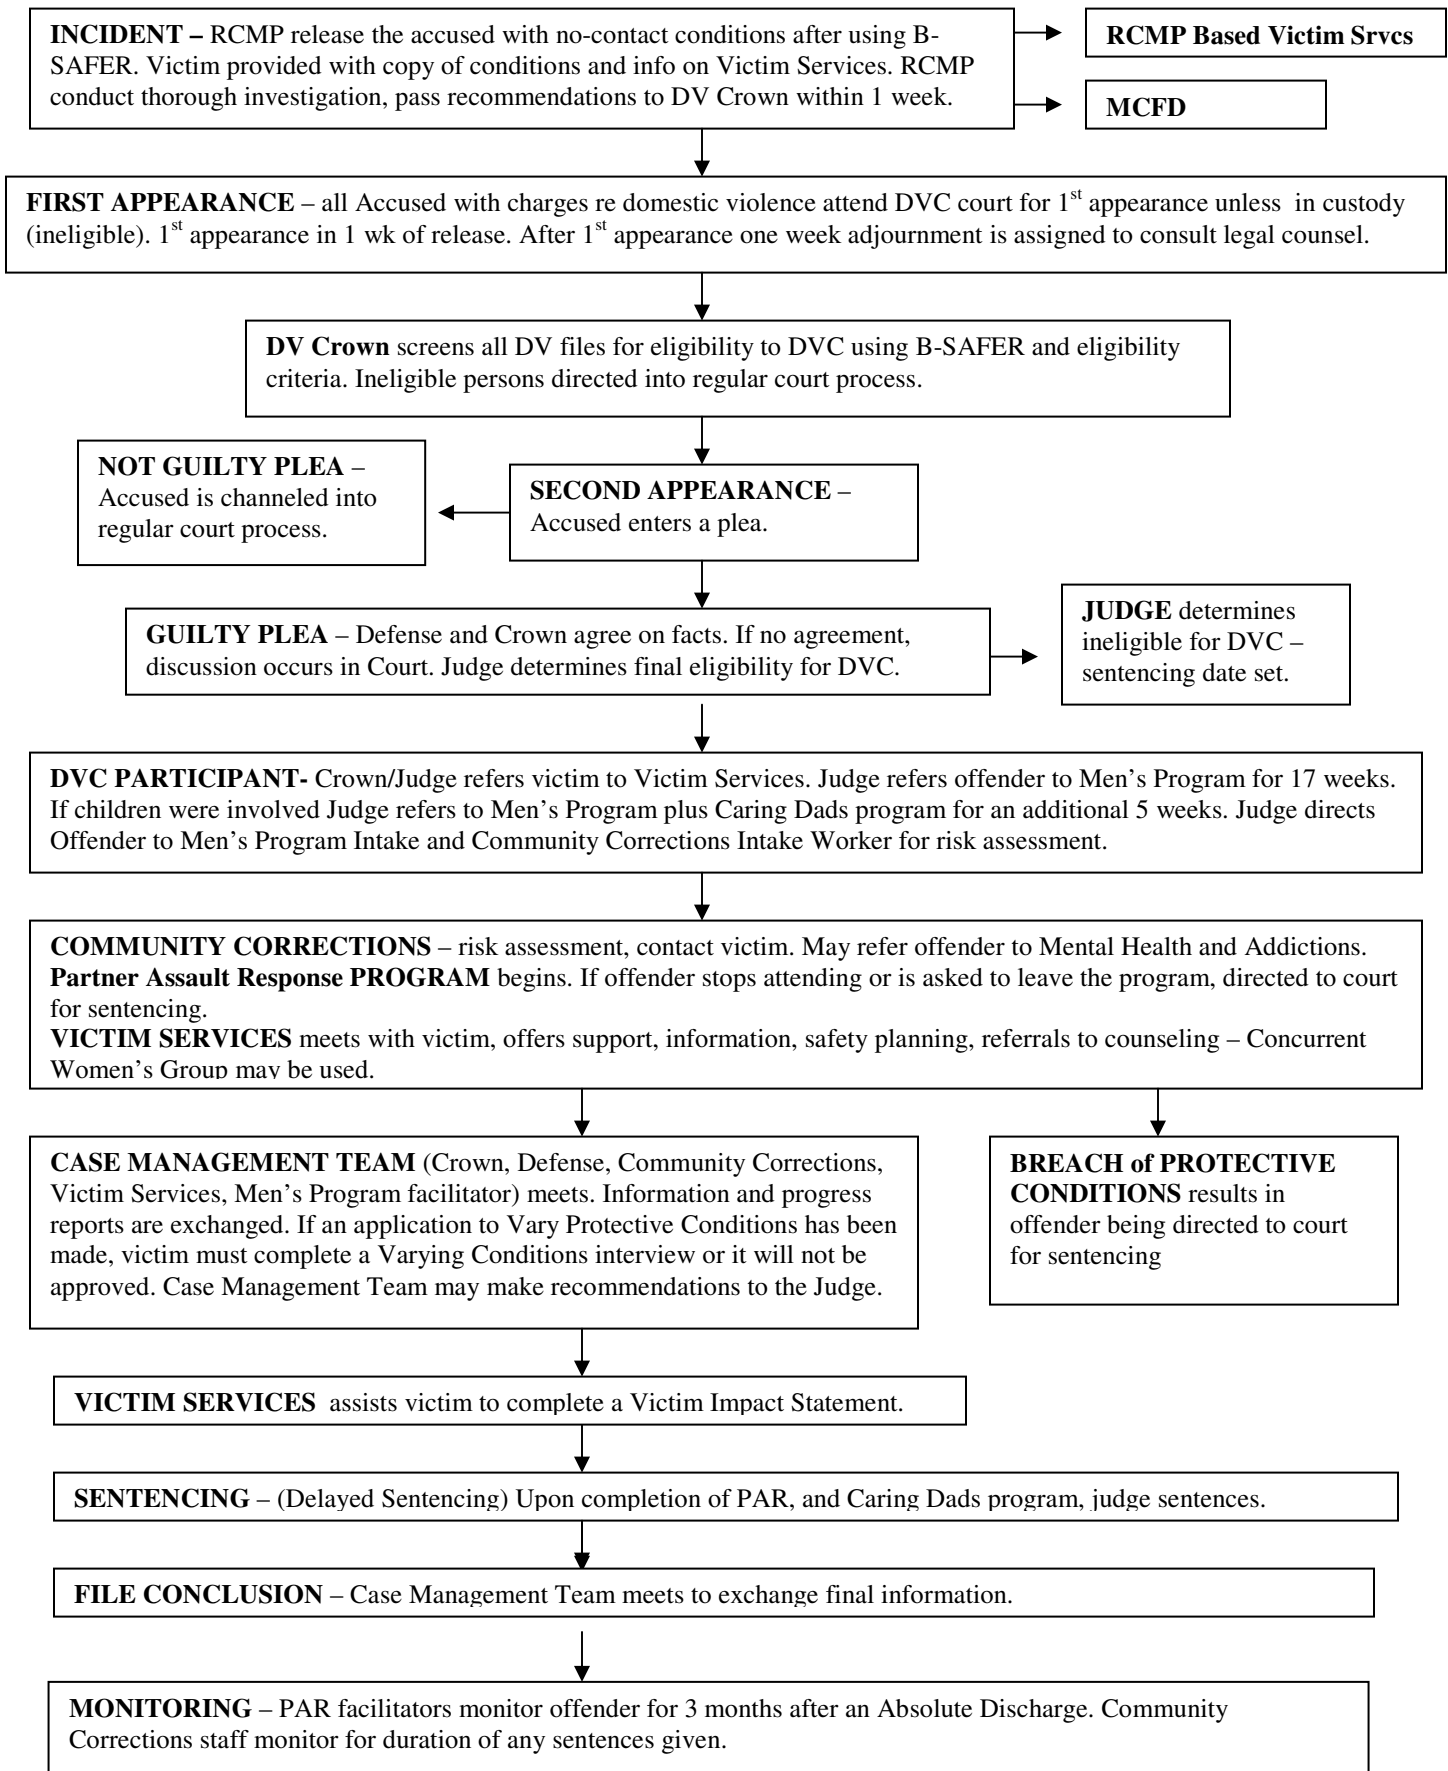 INCIDENT – RCMP release the accused with no-contact conditions after using B-
SAFER. Victim provided with copy of conditions and info on Victim Services. RCMP
conduct thorough investigation, pass recommendations to DV Crown within 1 week.
RCMP Based Victim Srvcs
MCFD
FIRST APPEARANCE – all Accused with charges re domestic violence attend DVC court for 1st appearance unless in custody
(ineligible). 1st appearance in 1 wk of release. After 1st appearance one week adjournment is assigned to consult legal counsel.
DV Crown screens all DV files for eligibility to DVC using B-SAFER and eligibility
criteria. Ineligible persons directed into regular court process.
NOT GUILTY PLEA –
Accused is channeled into
regular court process.
SECOND APPEARANCE –
Accused enters a plea.
GUILTY PLEA – Defense and Crown agree on facts. If no agreement,
discussion occurs in Court. Judge determines final eligibility for DVC.
JUDGE determines
ineligible for DVC –
sentencing date set.
DVC PARTICIPANT- Crown/Judge refers victim to Victim Services. Judge refers offender to Men's Program for 17 weeks.
If children were involved Judge refers to Men's Program plus Caring Dads program for an additional 5 weeks. Judge directs
Offender to Men's Program Intake and Community Corrections Intake Worker for risk assessment.
COMMUNITY CORRECTIONS – risk assessment, contact victim. May refer offender to Mental Health and Addictions.
Partner Assault Response PROGRAM begins. If offender stops attending or is asked to leave the program, directed to court
for sentencing.
VICTIM SERVICES meets with victim, offers support, information, safety planning, referrals to counseling – Concurrent
Women's Group may be used.
CASE MANAGEMENT TEAM (Crown, Defense, Community Corrections,
Victim Services, Men's Program facilitator) meets. Information and progress
reports are exchanged. If an application to Vary Protective Conditions has been
made, victim must complete a Varying Conditions interview or it will not be
approved. Case Management Team may make recommendations to the Judge.
BREACH of PROTECTIVE
CONDITIONS results in
offender being directed to court
for sentencing
VICTIM SERVICES assists victim to complete a Victim Impact Statement.
SENTENCING – (Delayed Sentencing) Upon completion of PAR, and Caring Dads program, judge sentences.
FILE CONCLUSION – Case Management Team meets to exchange final information.
MONITORING – PAR facilitators monitor offender for 3 months after an Absolute Discharge. Community
Corrections staff monitor for duration of any sentences given.